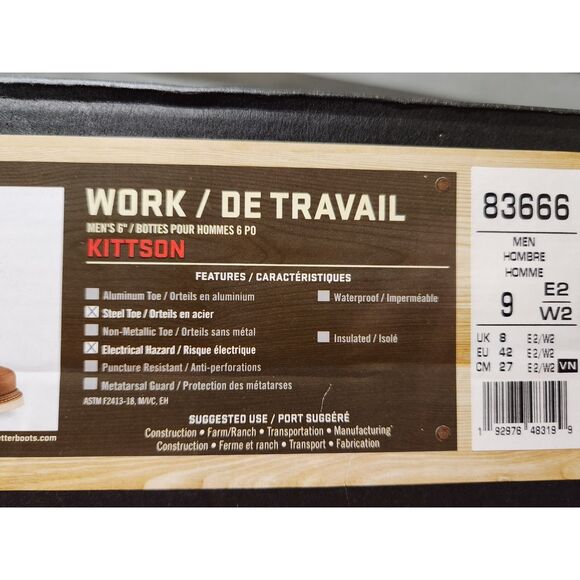 WORK / DE TRAVAIL
MEN'S 6" / BOTTES POUR HOMMES 6 PO
KITTSON
FEATURES / CARACTÉRISTIQUES
Aluminum Toe / Orteils en aluminium
Steel Toe / Orteils en acier
Non-Metallic Toe / Orteils sans métal
Electrical Hazard / Risque électrique
Puncture Resistant / Anti-perforations
Metatarsal Guard / Protection des métatarses
Waterproof / Imperméable
Insulated / Isolé
ASTM F2413-18, M/I/C, EH
SUGGESTED USE / PORT SUGGÉRÉ
Construction • Farm/Ranch • Transportation • Manufacturing
Construction • Ferme et ranch • Transport • Fabrication
etterboots.com
83666
MEN
HOMBRE
HOMME
9 E2
W2
UK 8 E2/W2
EU 42 E2/W2
CM 27 E2/W2 VN
1 92976 48319 9